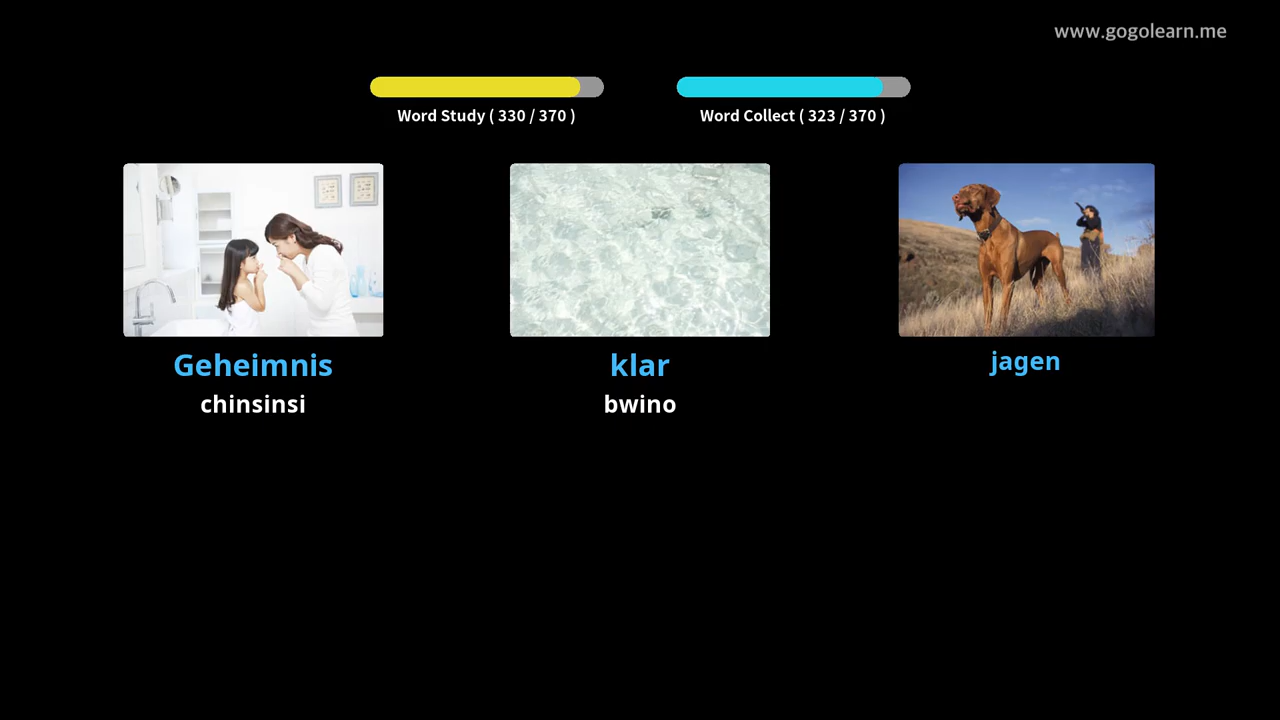 www.gogolearn.me
Word Study ( 330 / 370 )
Word Collect ( 323 / 370 )
Geheimnis
chinsinsi
klar
bwino
jagen